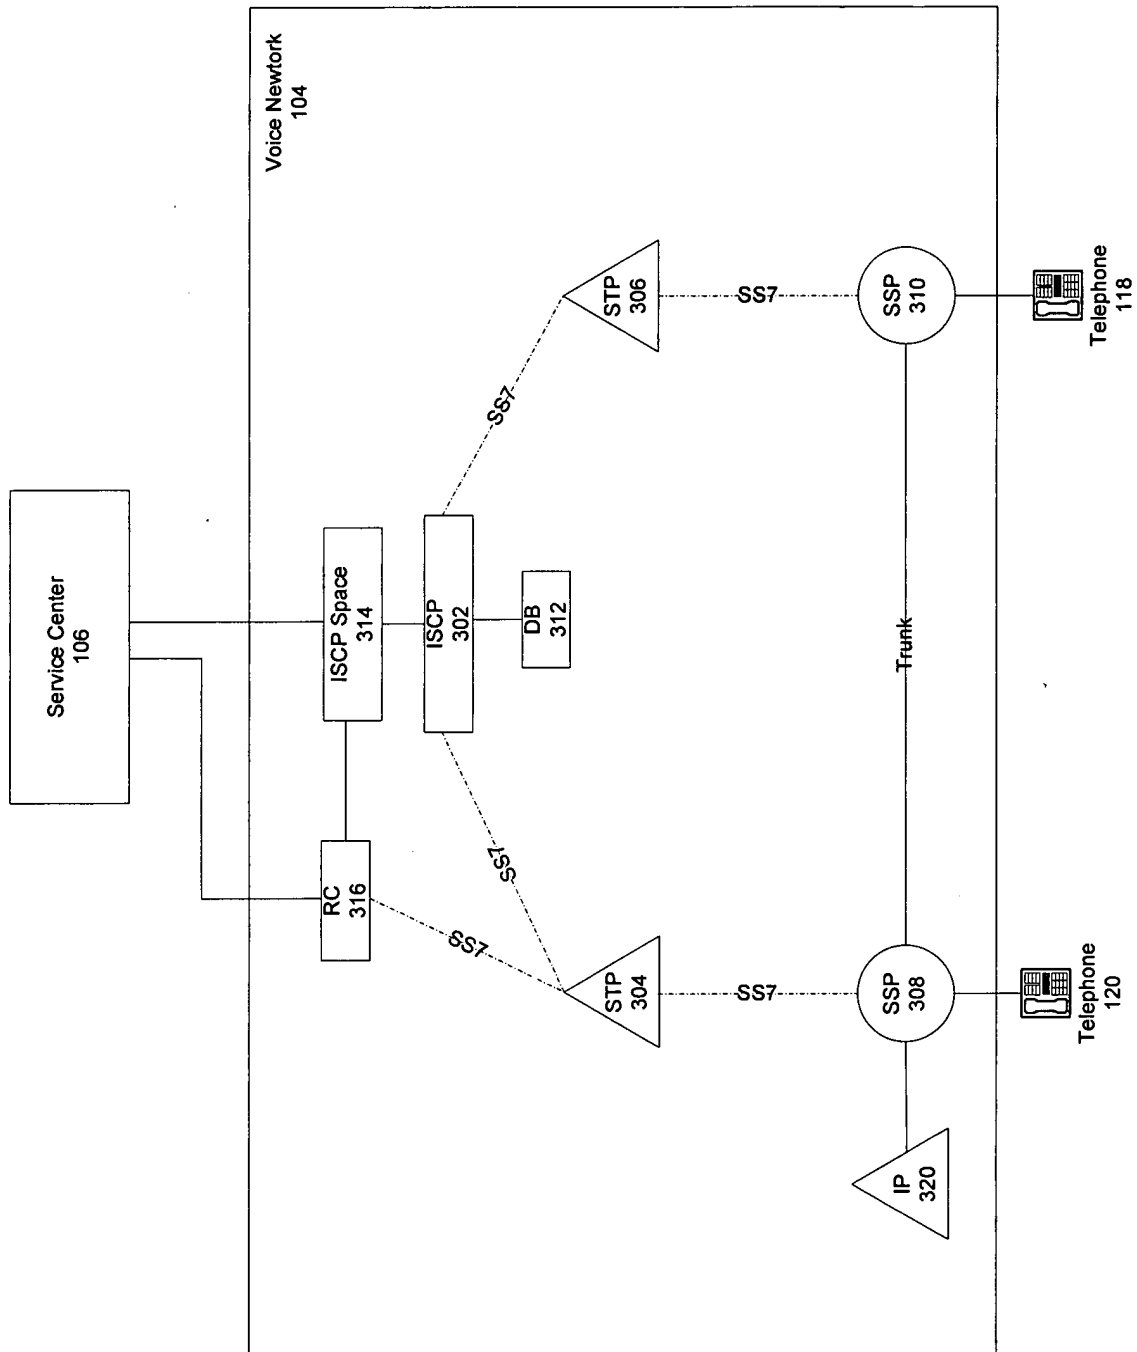 Service Center
106
Voice Newtork
104
RC
316
ISCP Space
314
ISCP
302
DB
312
SS7
SS7
SS7
STP
304
STP
306
SS7
SS7
IP
320
SSP
308
Trunk
SSP
310
Telephone
120
Telephone
118